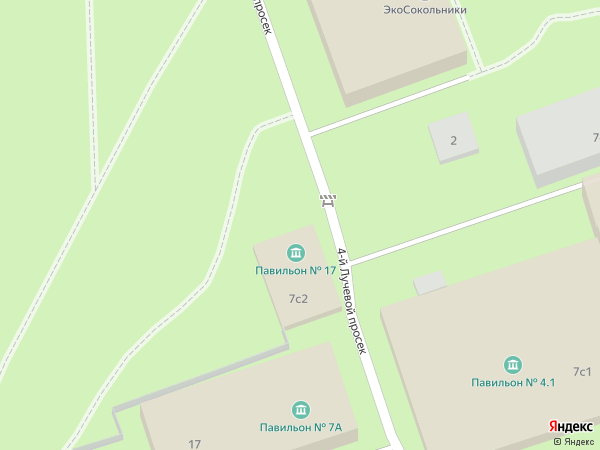 ЭкоСокольники
просек
2
7
4-й Лучевой просек
Павильон № 17
7с2
Павильон № 4.1
7с1
Павильон № 7А
17
Яндекс
© Яндекс